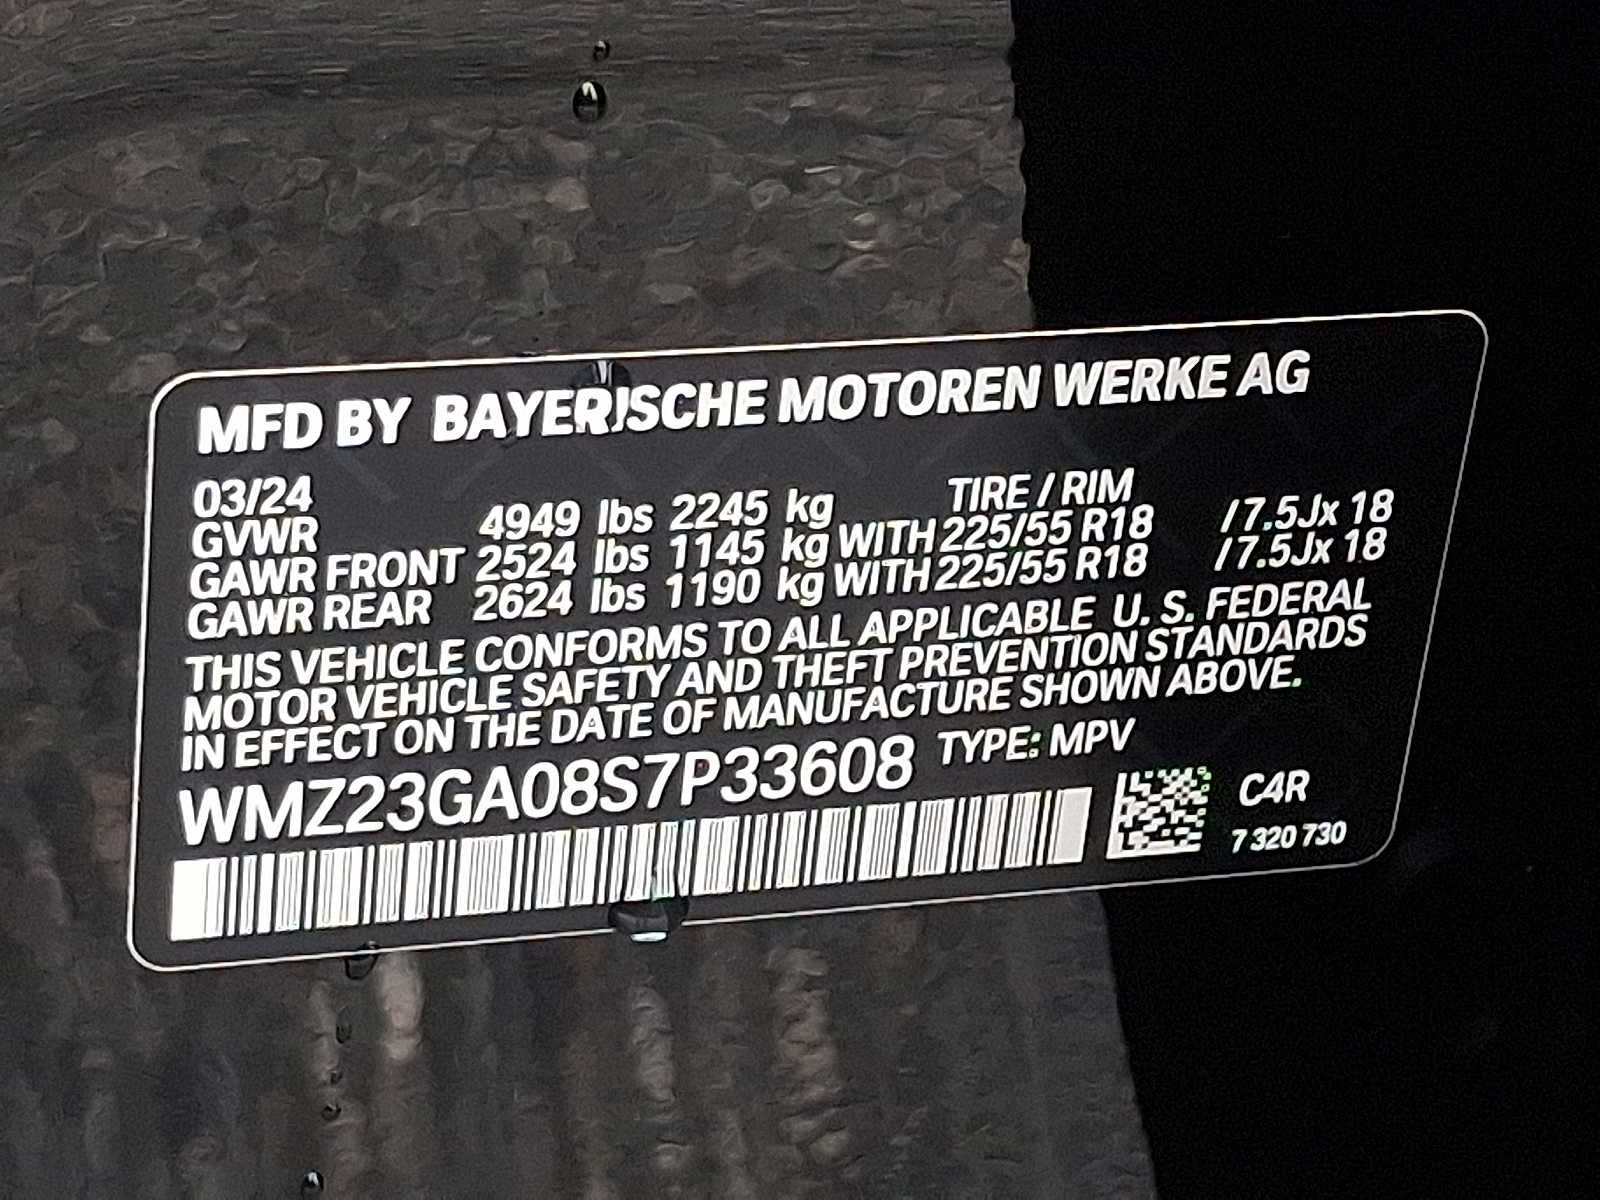 MFD BY BAYERISCHE MOTOREN WERKE AG
03/24 TIRE / RIM
GVWR 4949 lbs 2245 kg
GAWR FRONT 2524 lbs 1145 kg WITH 225/55 R18 / 7.5Jx 18
GAWR REAR 2624 lbs 1190 kg WITH 225/55 R18 / 7.5Jx 18
THIS VEHICLE CONFORMS TO ALL APPLICABLE U. S. FEDERAL
MOTOR VEHICLE SAFETY AND THEFT PREVENTION STANDARDS
IN EFFECT ON THE DATE OF MANUFACTURE SHOWN ABOVE.
WMZ23GA08S7P33608 TYPE: MPV
C4R
7 320 730